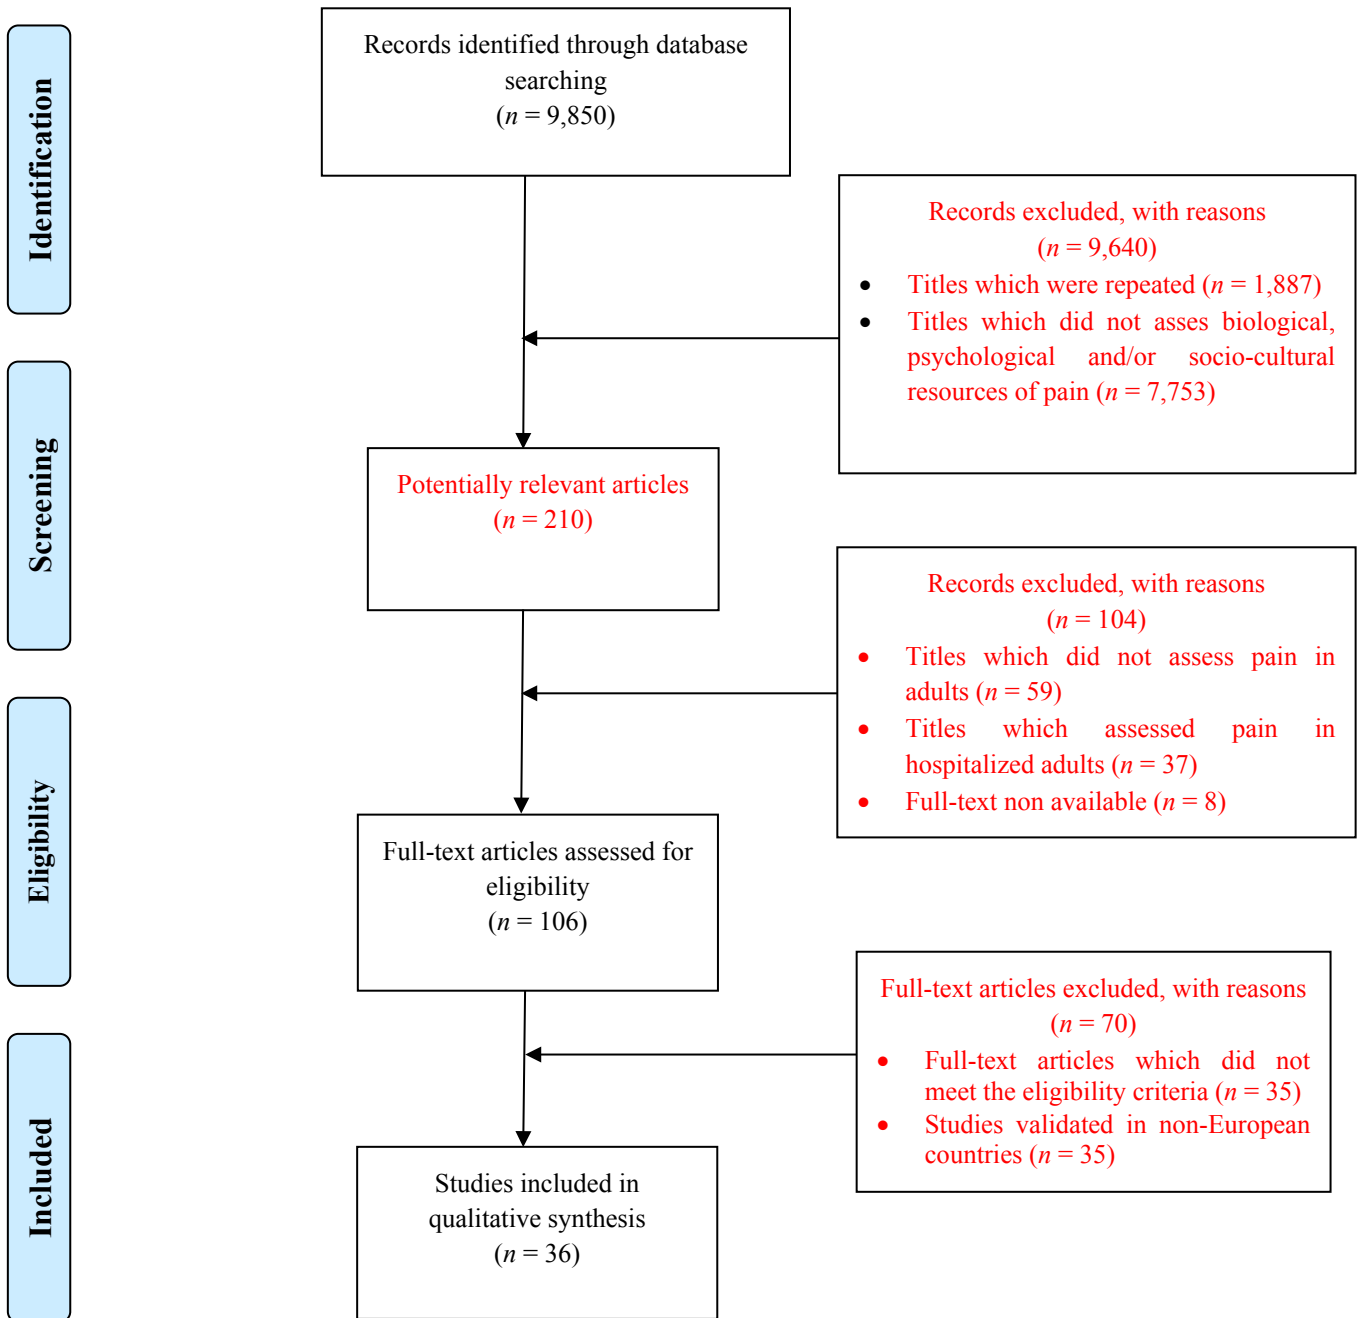 Identification
Records identified through database
searching
(n = 9,850)
Records excluded, with reasons
(n = 9,640)
• Titles which were repeated (n = 1,887)
• Titles which did not asses biological,
psychological and/or socio-cultural
resources of pain (n = 7,753)
Screening
Potentially relevant articles
(n = 210)
Records excluded, with reasons
(n = 104)
• Titles which did not assess pain in
adults (n = 59)
• Titles which assessed pain in
hospitalized adults (n = 37)
• Full-text non available (n = 8)
Eligibility
Full-text articles assessed for
eligibility
(n = 106)
Full-text articles excluded, with reasons
(n = 70)
• Full-text articles which did not
meet the eligibility criteria (n = 35)
• Studies validated in non-European
countries (n = 35)
Included
Studies included in
qualitative synthesis
(n = 36)